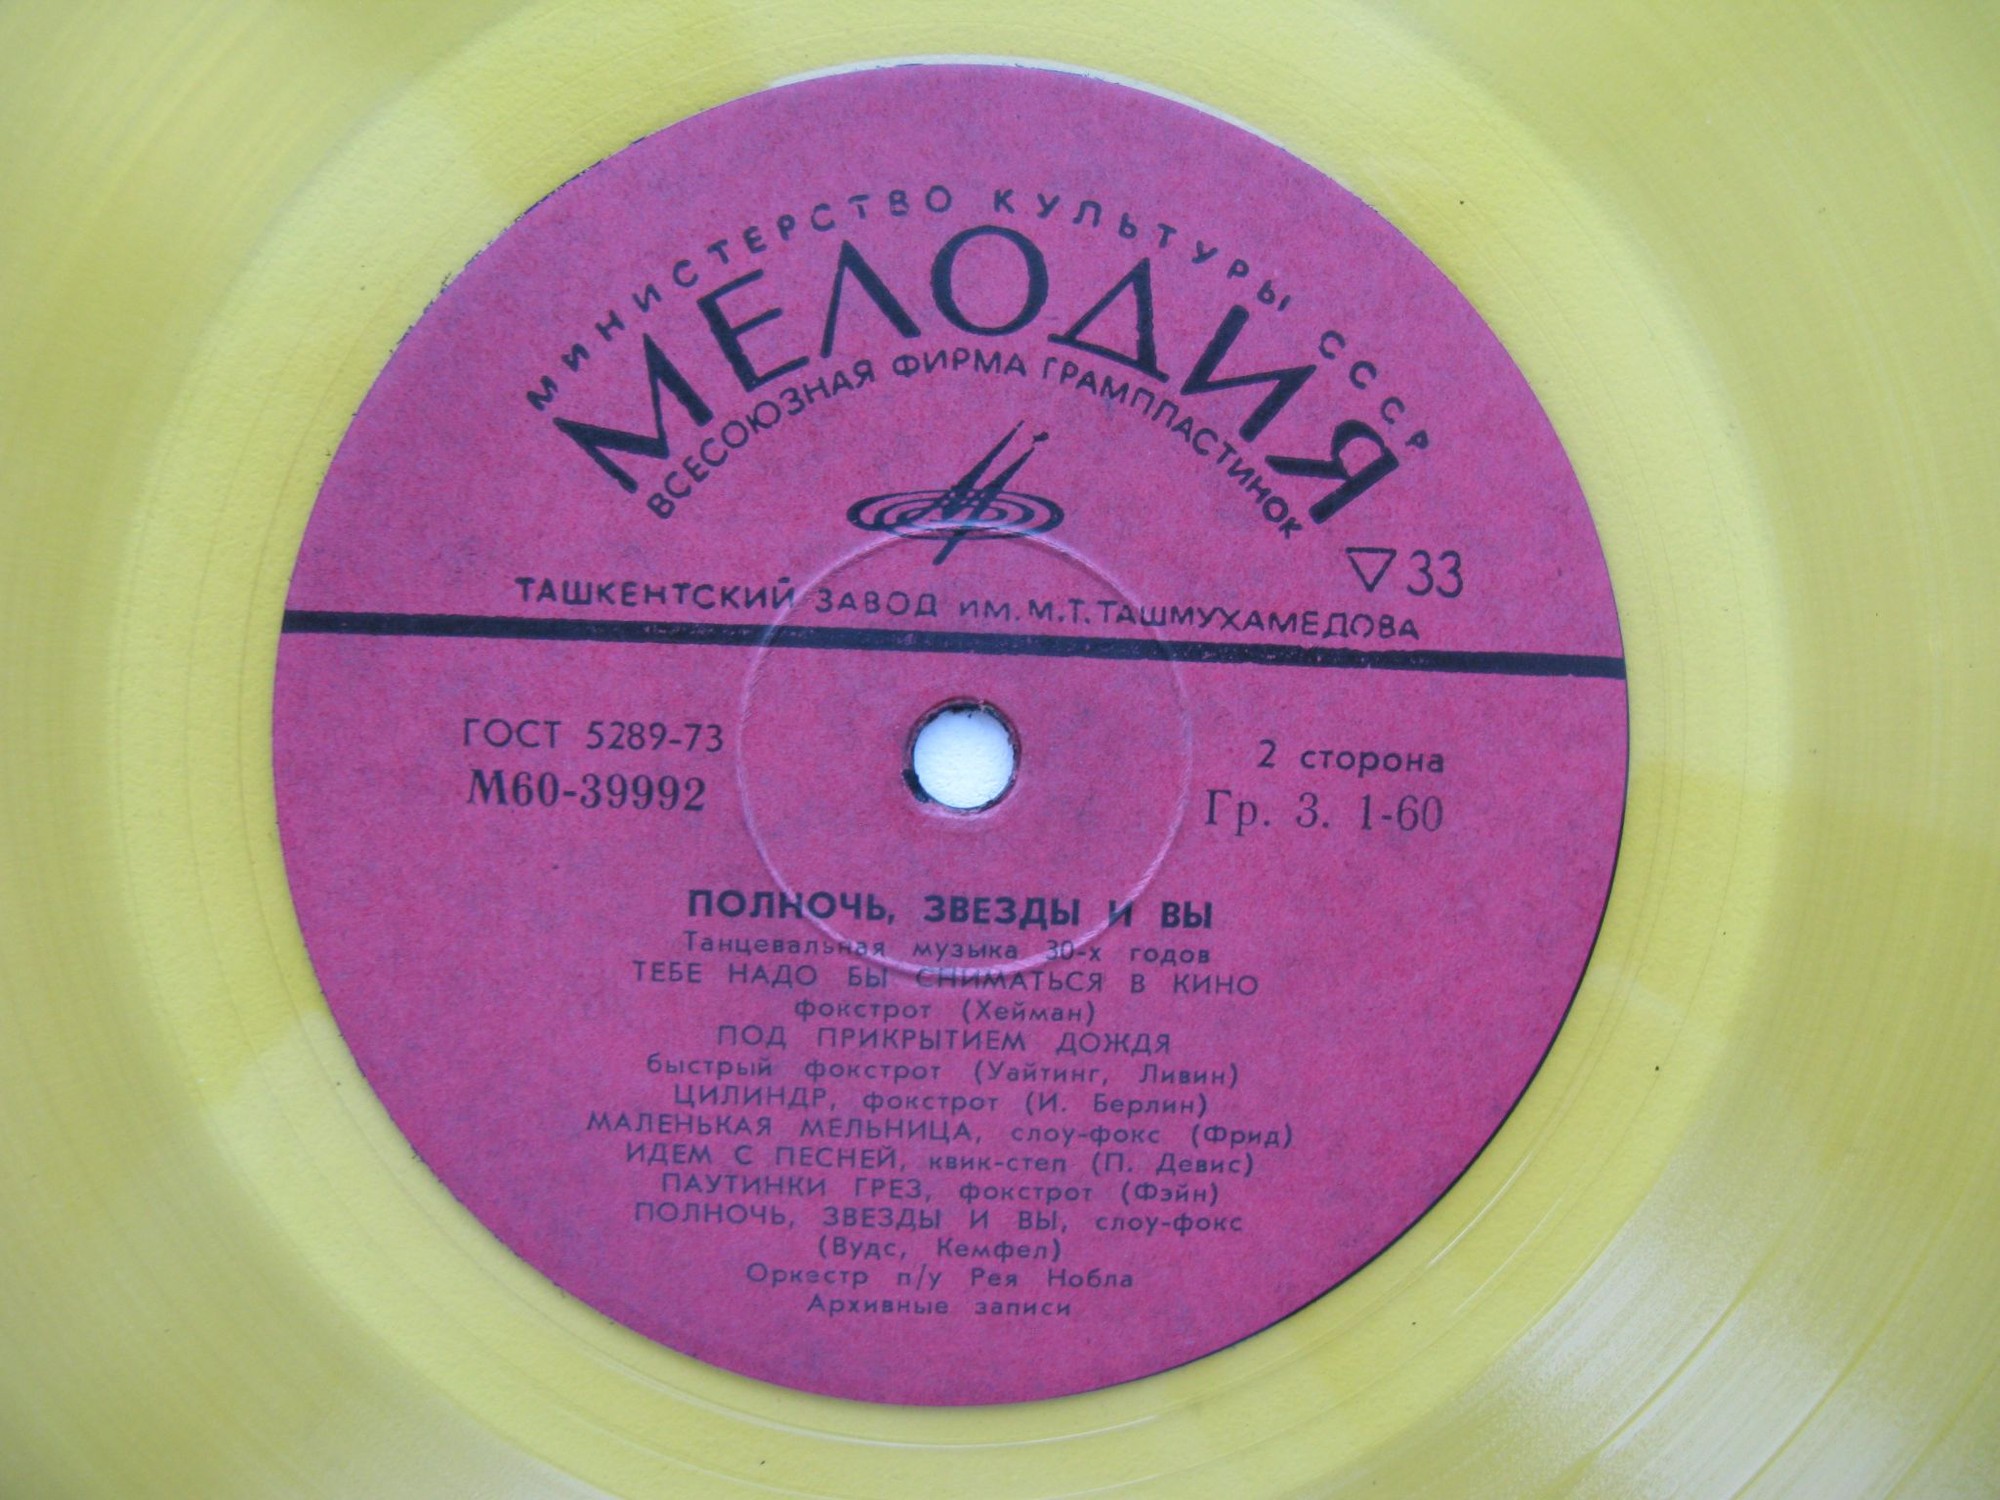 МИНИСТЕРСТВО КУЛЬТУРЫ СССР
МЕЛОДИЯ
ВСЕСОЮЗНАЯ ФИРМА ГРАМПЛАСТИНОК
33
ТАШКЕНТСКИЙ ЗАВОД ИМ. М.Т. ТАШМУХАМЕДОВА
ГОСТ 5289-73
2 сторона
М60-39992
Гр. 3. 1-60
ПОЛНОЧЬ, ЗВЕЗДЫ И ВЫ
Танцевальная музыка 30-х годов
ТЕБЕ НАДО БЫ СНИМАТЬСЯ В КИНО
фокстрот (Хейман)
ПОД ПРИКРЫТИЕМ ДОЖДЯ
быстрый фокстрот (Уайтинг, Ливин)
ЦИЛИНДР, фокстрот (И. Берлин)
МАЛЕНЬКАЯ МЕЛЬНИЦА, слоу-фокс (Фрид)
ИДЕМ С ПЕСНЕЙ, квик-степ (П. Девис)
ПАУТИНКИ ГРЕЗ, фокстрот (Фэйн)
ПОЛНОЧЬ, ЗВЕЗДЫ И ВЫ, слоу-фокс
(Вудс, Кемфел)
Оркестр п/у Рея Нобла
Архивные записи